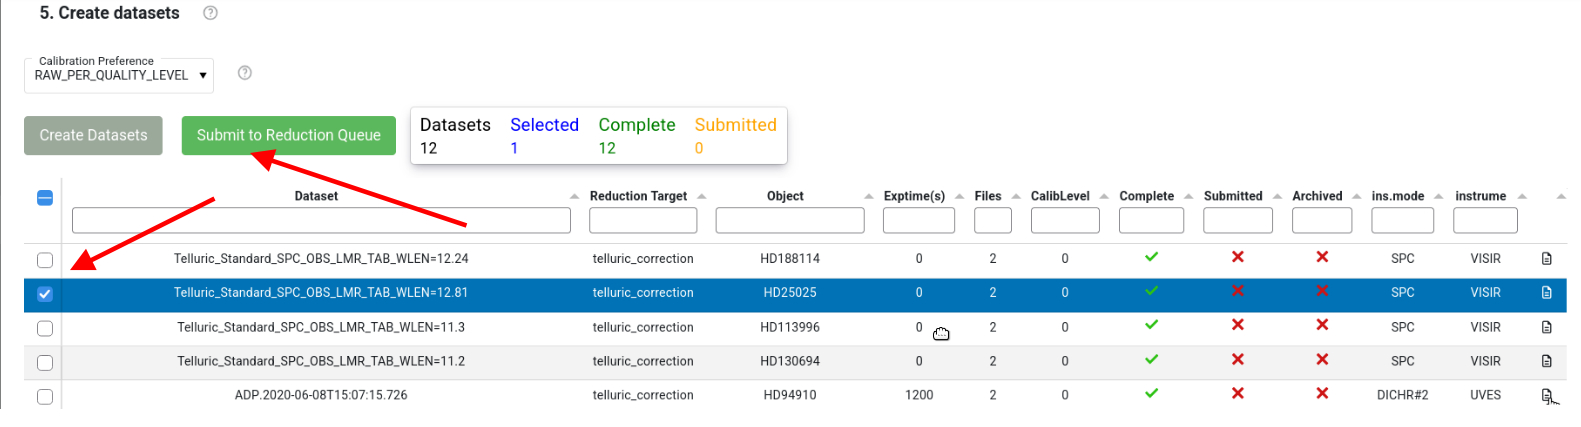 5. Create datasets ?
Calibration Preference
RAW_PER_QUALITY_LEVEL ?
Create Datasets Submit to Reduction Queue
Datasets Selected Complete Submitted
12 1 12 0
Dataset Reduction Target Object Exptime(s) Files CalibLevel Complete Submitted Archived ins.mode instrume
Telluric_Standard_SPC_OBS_LMR_TAB_WLEN=12.24 telluric_correction HD188114 0 2 0 SPC VISIR
Telluric_Standard_SPC_OBS_LMR_TAB_WLEN=12.81 telluric_correction HD25025 0 2 0 SPC VISIR
Telluric_Standard_SPC_OBS_LMR_TAB_WLEN=11.3 telluric_correction HD113996 0 2 0 SPC VISIR
Telluric_Standard_SPC_OBS_LMR_TAB_WLEN=11.2 telluric_correction HD130694 0 2 0 SPC VISIR
ADP.2020-06-08T15:07:15.726 telluric_correction HD94910 1200 2 0 DICHR#2 UVES